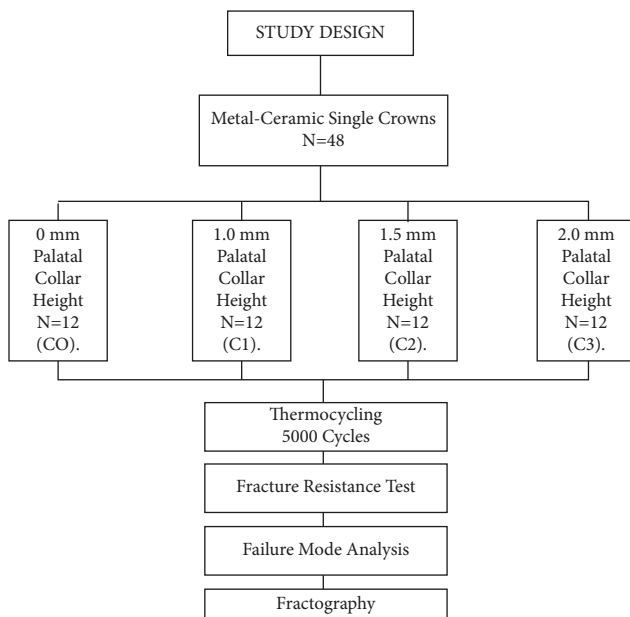 STUDY DESIGN
Metal-Ceramic Single Crowns
N=48
0 mm
Palatal
Collar
Height
N=12
(CO).
1.0 mm
Palatal
Collar
Height
N=12
(C1).
1.5 mm
Palatal
Collar
Height
N=12
(C2).
2.0 mm
Palatal
Collar
Height
N=12
(C3).
Thermocycling
5000 Cycles
Fracture Resistance Test
Failure Mode Analysis
Fractography